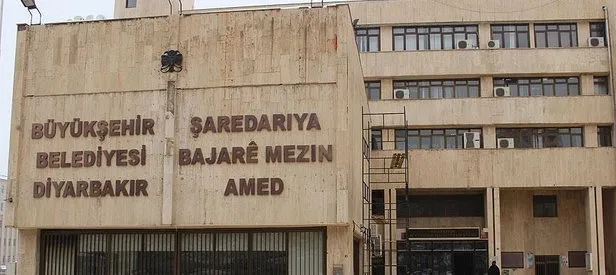 BÜYÜKŞEHİR
BELEDİYESİ
DİYARBAKIR
ŞAREDARIYA
BAJARÊ MEZIN
AMED